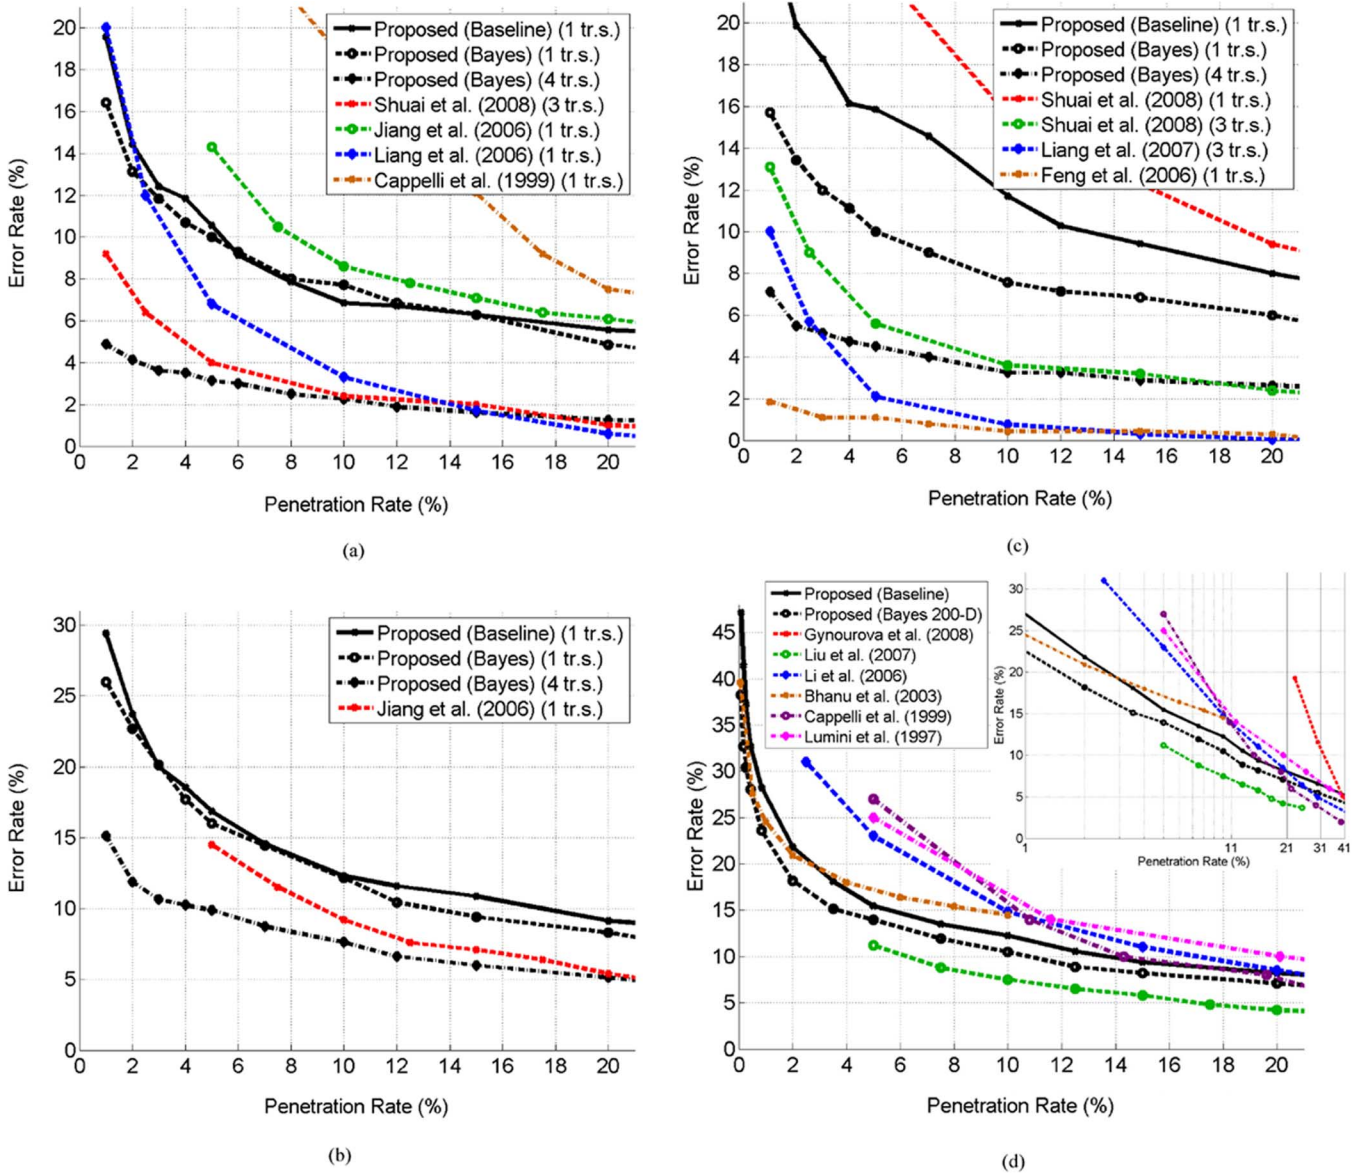 20
18
16
14
12
10
8
6
4
2
0
Error Rate (%)
Proposed (Baseline) (1 tr.s.)
Proposed (Bayes) (1 tr.s.)
Proposed (Bayes) (4 tr.s.)
Shuai et al. (2008) (3 tr.s.)
Jiang et al. (2006) (1 tr.s.)
Liang et al. (2006) (1 tr.s.)
Cappelli et al. (1999) (1 tr.s.)
0 2 4 6 8 10 12 14 16 18 20
Penetration Rate (%)
(a)
20
18
16
14
12
10
8
6
4
2
0
Error Rate (%)
Proposed (Baseline) (1 tr.s.)
Proposed (Bayes) (1 tr.s.)
Proposed (Bayes) (4 tr.s.)
Shuai et al. (2008) (1 tr.s.)
Shuai et al. (2008) (3 tr.s.)
Liang et al. (2007) (3 tr.s.)
Feng et al. (2006) (1 tr.s.)
0 2 4 6 8 10 12 14 16 18 20
Penetration Rate (%)
(c)
30
25
20
15
10
5
0
Error Rate (%)
Proposed (Baseline) (1 tr.s.)
Proposed (Bayes) (1 tr.s.)
Proposed (Bayes) (4 tr.s.)
Jiang et al. (2006) (1 tr.s.)
0 2 4 6 8 10 12 14 16 18 20
Penetration Rate (%)
(b)
45
40
35
30
25
20
15
10
5
0
Error Rate (%)
Proposed (Baseline)
Proposed (Bayes 200-D)
Gynourova et al. (2008)
Liu et al. (2007)
Li et al. (2006)
Bhanu et al. (2003)
Cappelli et al. (1999)
Lumini et al. (1997)
30
25
20
15
10
5
0
Error Rate (%)
1 11 21 31 41
Penetration Rate (%)
0 2 4 6 8 10 12 14 16 18 20
Penetration Rate (%)
(d)